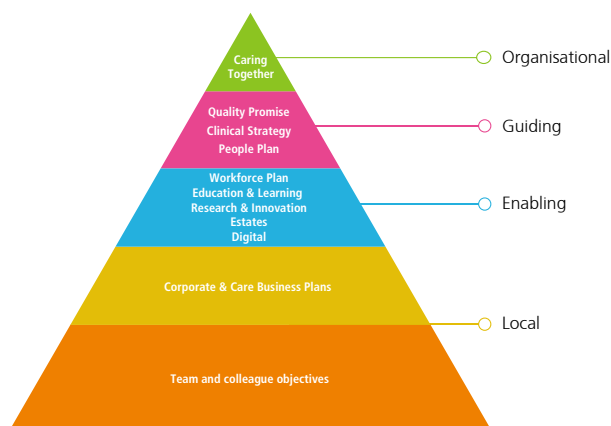 Caring
Together
Organisational
Quality Promise
Clinical Strategy
People Plan
Guiding
Workforce Plan
Education & Learning
Research & Innovation
Estates
Digital
Enabling
Corporate & Care Business Plans
Local
Team and colleague objectives